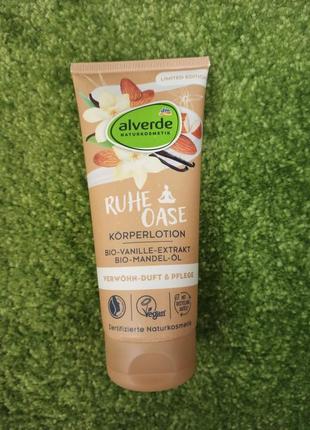 LIMITED EDITION
alverde
NATURKOSMETIK
RUHE
OASE
KÖRPERLOTION
BIO-VANILLE-EXTRAKT
BIO-MANDEL-ÖL
VERWÖHN-DUFT & PFLEGE
Vegan
Zertifizierte Naturkosmetik